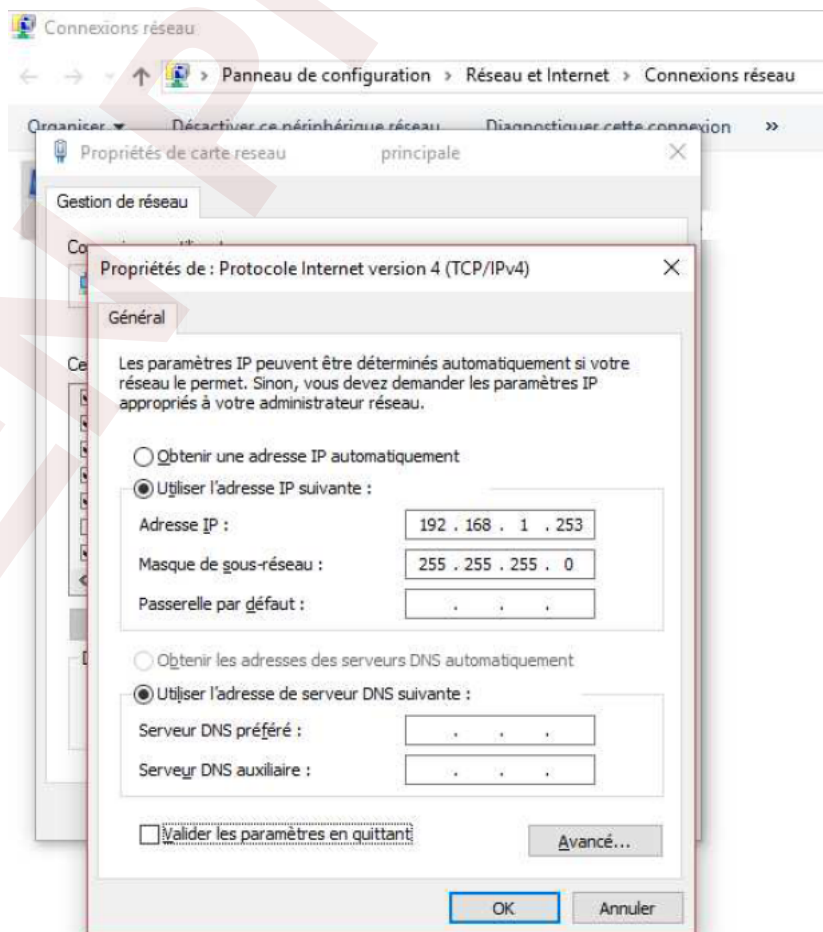 Connexions réseau
Panneau de configuration > Réseau et Internet > Connexions réseau
Organiser Désactiver ce périphérique réseau Diagnostiquer cette connexion »
Propriétés de carte reseau principale
Gestion de réseau
Propriétés de : Protocole Internet version 4 (TCP/IPv4)
Général
Les paramètres IP peuvent être déterminés automatiquement si votre
réseau le permet. Sinon, vous devez demander les paramètres IP
appropriés à votre administrateur réseau.
Obtenir une adresse IP automatiquement
Utiliser l'adresse IP suivante :
Adresse IP : 192 . 168 . 1 . 253
Masque de sous-réseau : 255 . 255 . 255 . 0
Passerelle par défaut : . . .
Obtenir les adresses des serveurs DNS automatiquement
Utiliser l'adresse de serveur DNS suivante :
Serveur DNS préféré : . . .
Serveur DNS auxiliaire : . . .
Valider les paramètres en quittant
Avancé...
OK Annuler